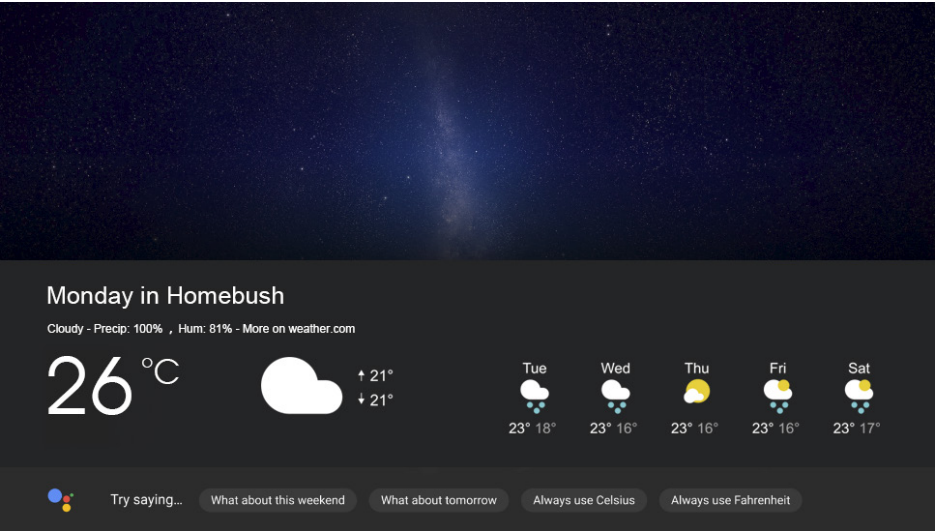 Monday in Homebush
Cloudy - Precip: 100% , Hum: 81% - More on weather.com
26 °C
↑ 21°
↓ 21°
Tue Wed Thu Fri Sat
23° 18° 23° 16° 23° 16° 23° 16° 23° 17°
Try saying... What about this weekend What about tomorrow Always use Celsius Always use Fahrenheit